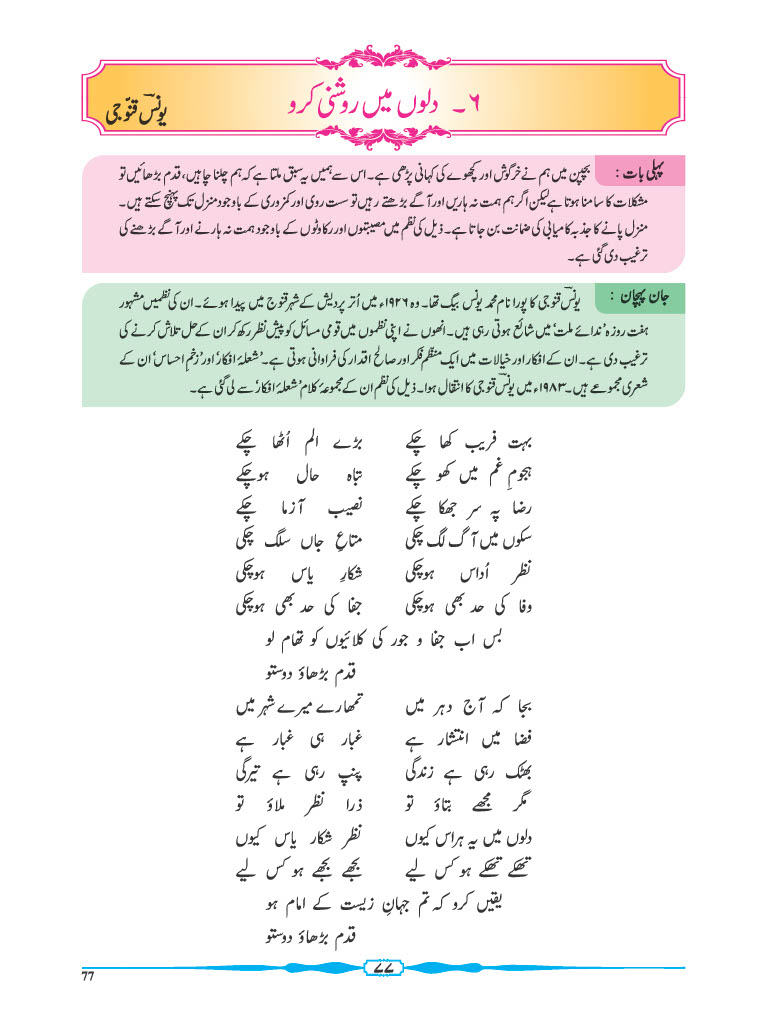 ۶۔ دلوں میں روشنی کرو
یونسؔ قنوّجی
پہلی بات : بچپن میں ہم نے خرگوش اور کچھوے کی کہانی پڑھی ہے۔ اس سے ہمیں یہ سبق ملتا ہے کہ ہم چلنا چاہیں، قدم بڑھائیں تو
مشکلات کا سامنا ہوتا ہے لیکن اگر ہم ہمت نہ ہاریں اور آگے بڑھتے رہیں تو سست روی اور کمزوری کے باوجود منزل تک پہنچ سکتے ہیں۔
منزل پانے کا جذبہ کامیابی کی ضمانت بن جاتا ہے۔ ذیل کی نظم میں مصیبتوں اور رکاوٹوں کے باوجود ہمت نہ ہارنے اور آگے بڑھنے کی
ترغیب دی گئی ہے۔
جان پہچان : یونسؔ قنوجی کا پورا نام محمد یونس بیگ تھا۔ وہ ۱۹۲۶ء میں اُتر پردیش کے شہر قنوج میں پیدا ہوئے۔ ان کی نظمیں مشہور
ہفت روزہ ’ندائے ملت‘ میں شائع ہوتی رہی ہیں۔ انھوں نے اپنی نظموں میں قومی مسائل کو پیش نظر رکھ کر ان کے حل تلاش کرنے کی
ترغیب دی ہے۔ ان کے افکار اور خیالات میں ایک منظّم فکر اور صالح اقدار کی فراوانی ہوتی ہے۔ ’شعلۂ افکار‘ اور ’زخمِ احساس‘ ان کے
شعری مجموعے ہیں۔ ۱۹۸۳ء میں یونسؔ قنوجی کا انتقال ہوا۔ ذیل کی نظم ان کے مجموعۂ کلام ’شعلۂ افکار‘ سے لی گئی ہے۔
بہت فریب کھا چکے بڑے الم اُٹھا چکے
ہجومِ غم میں کھو چکے تباہ حال ہوچکے
رضا پہ سر جھکا چکے نصیب آزما چکے
سکوں میں آگ لگ چکی متاعِ جاں سلگ چکی
نظر اُداس ہوچکی شکارِ یاس ہوچکی
وفا کی حد بھی ہوچکی جفا کی حد بھی ہوچکی
بس اب جفا و جور کی کلائیوں کو تھام لو
قدم بڑھاؤ دوستو
بجا کہ آج دہر میں تمھارے میرے شہر میں
فضا میں انتشار ہے غبار ہی غبار ہے
بھٹک رہی ہے زندگی پنپ رہی ہے تیرگی
مگر مجھے بتاؤ تو ذرا نظر ملاؤ تو
دلوں میں یہ ہراس کیوں نظر شکارِ یاس کیوں
تھکے تھکے ہو کس لیے بجھے بجھے ہو کس لیے
یقیں کرو کہ تم جہانِ زیست کے امام ہو
قدم بڑھاؤ دوستو
۷۷
77